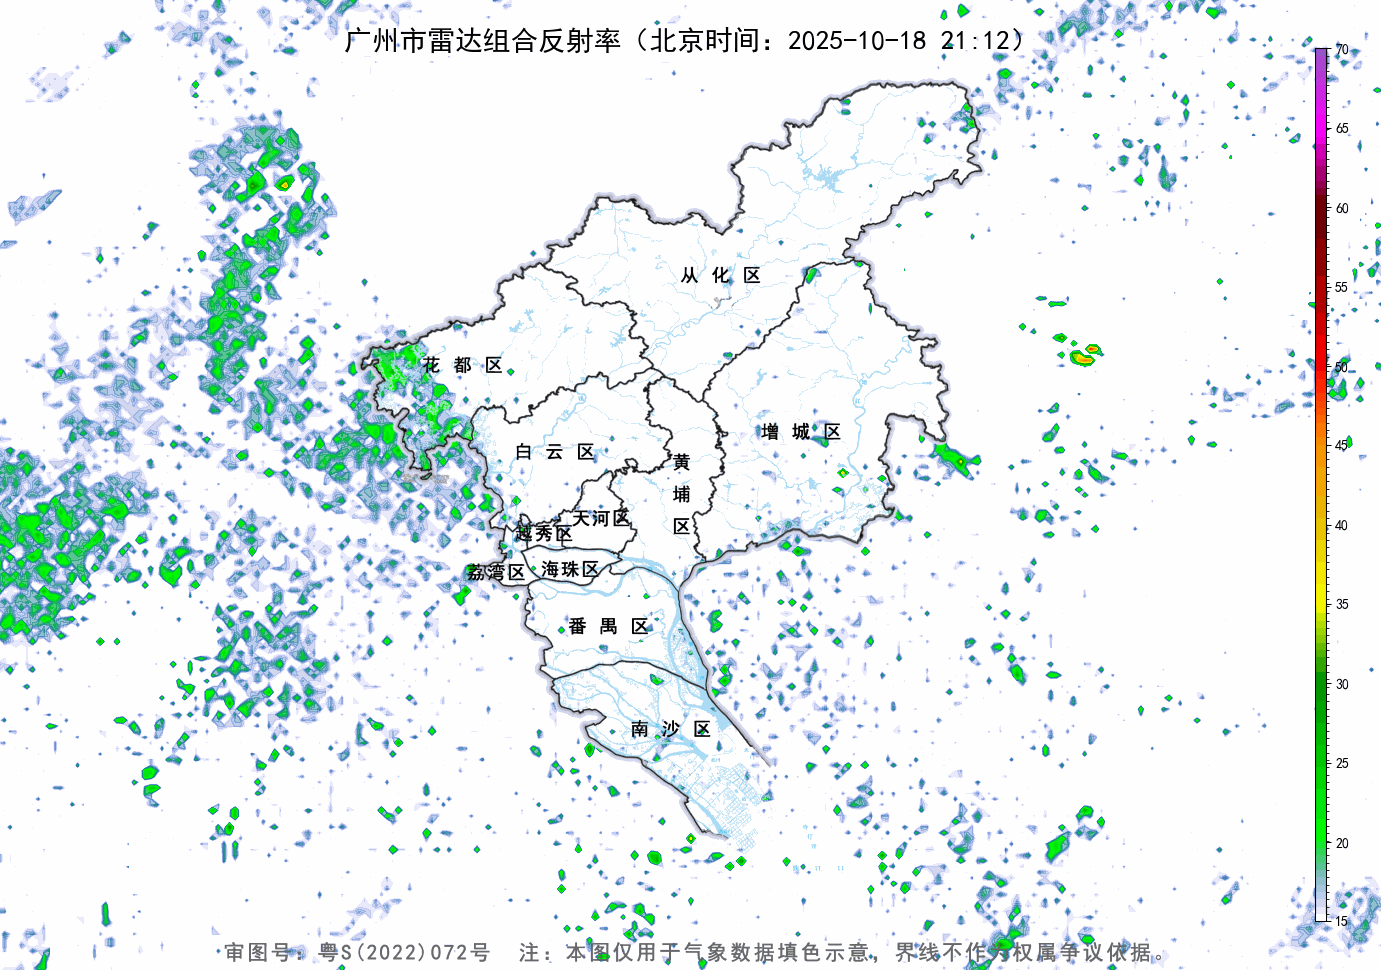 广州市雷达组合反射率（北京时间：2025-10-18 21:12）
70
65
60
55
50
45
40
35
30
25
20
15
从化区
花都区
增城区
白云区
黄埔区
天河区
越秀区
海珠区
荔湾区
番禺区
南沙区
审图号：粤S(2022)072号 注：本图仅用于气象数据填色示意，界线不作为权属争议依据。